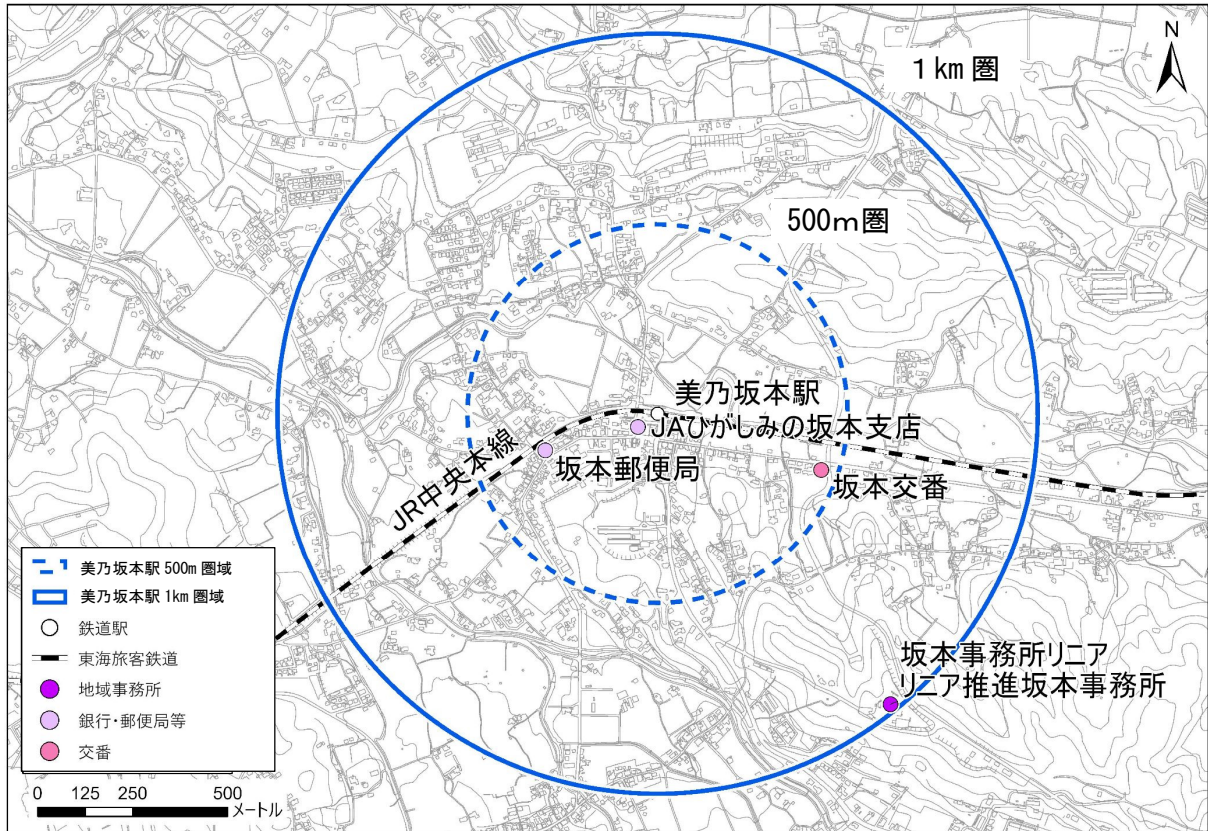 N
1km圏
500m圏
美乃坂本駅
JAひがしみの坂本支店
坂本郵便局
坂本交番
JR中央本線
坂本事務所リニア
リニア推進坂本事務所
美乃坂本駅 500m 圏域
美乃坂本駅 1km 圏域
鉄道駅
東海旅客鉄道
地域事務所
銀行・郵便局等
交番
0 125 250 500 メートル